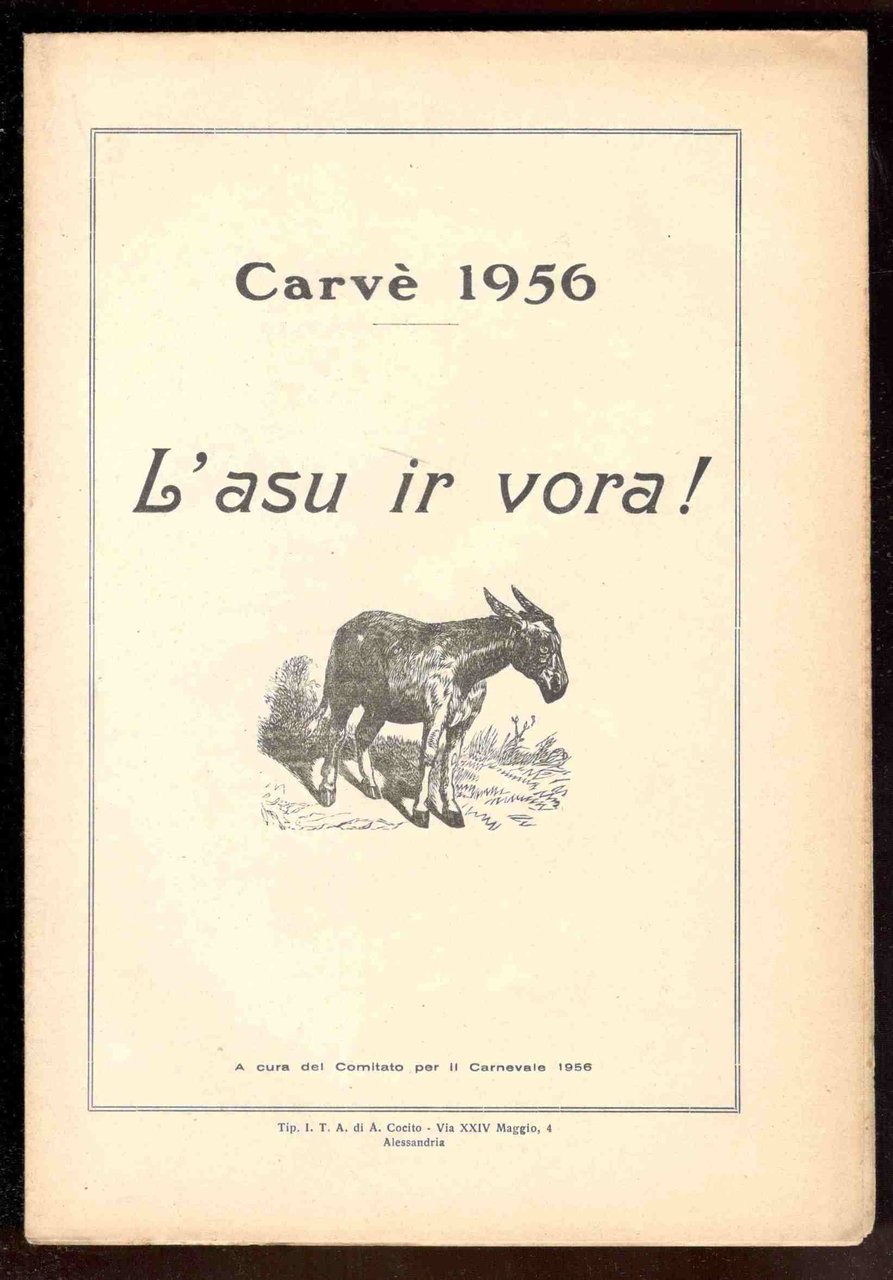 Carvè 1956
L'asu ir vora!
A cura del Comitato per il Carnevale 1956
Tip. I. T. A. di A. Cocito - Via XXIV Maggio, 4
Alessandria